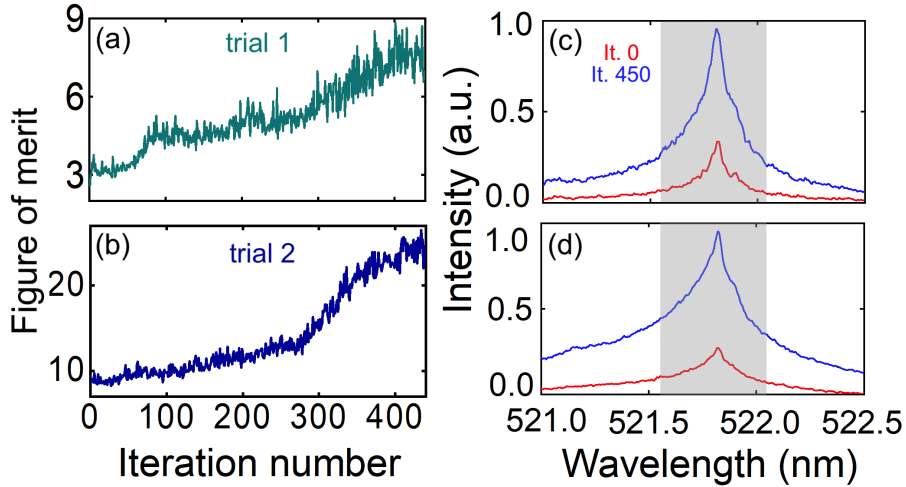 (a)
trial 1
9
6
3
(b)
trial 2
20
10
0
100
200
300
400
Figure of merit
Iteration number
(c)
It. 0
It. 450
1.0
0.5
0.0
(d)
1.0
0.5
0.0
521.0
521.5
522.0
522.5
Intensity (a.u.)
Wavelength (nm)